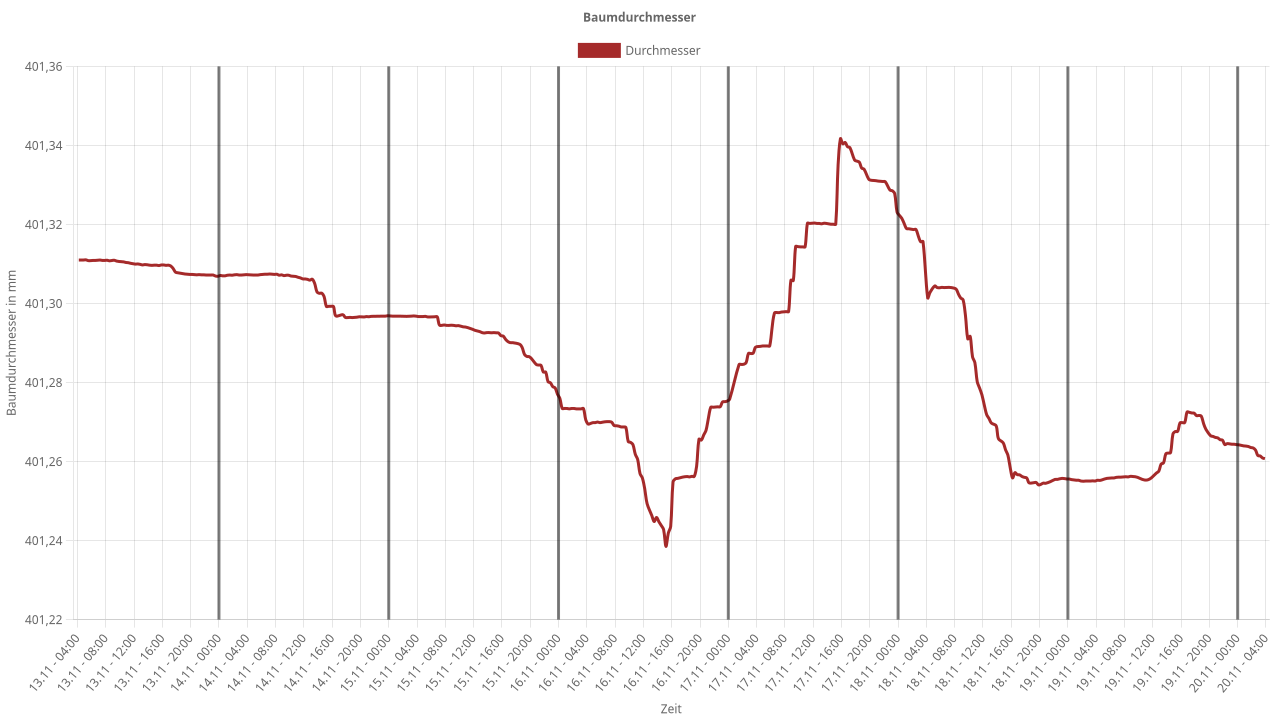 Baumdurchmesser
Durchmesser
401,36
401,34
401,32
401,30
401,28
401,26
401,24
401,22
Baumdurchmesser in mm
13.11 - 04:00
13.11 - 08:00
13.11 - 12:00
13.11 - 16:00
13.11 - 20:00
14.11 - 00:00
14.11 - 04:00
14.11 - 08:00
14.11 - 12:00
14.11 - 16:00
14.11 - 20:00
15.11 - 00:00
15.11 - 04:00
15.11 - 08:00
15.11 - 12:00
15.11 - 16:00
15.11 - 20:00
16.11 - 00:00
16.11 - 04:00
16.11 - 08:00
16.11 - 12:00
16.11 - 16:00
16.11 - 20:00
17.11 - 00:00
17.11 - 04:00
17.11 - 08:00
17.11 - 12:00
17.11 - 16:00
17.11 - 20:00
18.11 - 00:00
18.11 - 04:00
18.11 - 08:00
18.11 - 12:00
18.11 - 16:00
18.11 - 20:00
19.11 - 00:00
19.11 - 04:00
19.11 - 08:00
19.11 - 12:00
19.11 - 16:00
19.11 - 20:00
20.11 - 00:00
20.11 - 04:00
Zeit